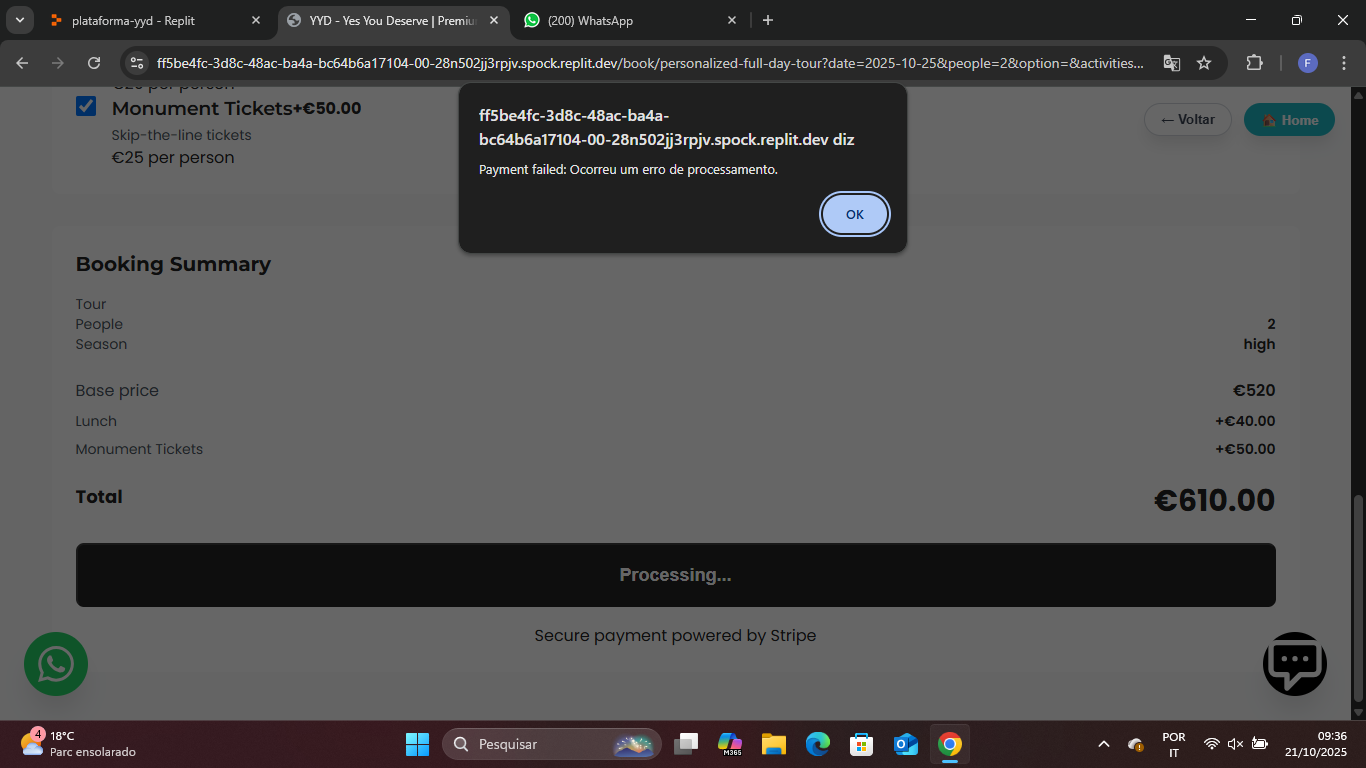 plataforma-yyd - Replit
YYD - Yes You Deserve | Premiu
(200) WhatsApp
ff5be4fc-3d8c-48ac-ba4a-bc64b6a17104-00-28n502jj3rpjv.spock.replit.dev/book/personalized-full-day-tour?date=2025-10-25&people=2&option=&activities...
F
Monument Tickets+€50.00
Skip-the-line tickets
€25 per person
← Voltar
Home
ff5be4fc-3d8c-48ac-ba4a-
bc64b6a17104-00-28n502jj3rpjv.spock.replit.dev diz
Payment failed: Ocorreu um erro de processamento.
OK
Booking Summary
Tour
People 2
Season high
Base price €520
Lunch +€40.00
Monument Tickets +€50.00
Total €610.00
Processing...
Secure payment powered by Stripe
4
18°C
Parc ensolarado
Pesquisar
M365
POR
IT
09:36
21/10/2025